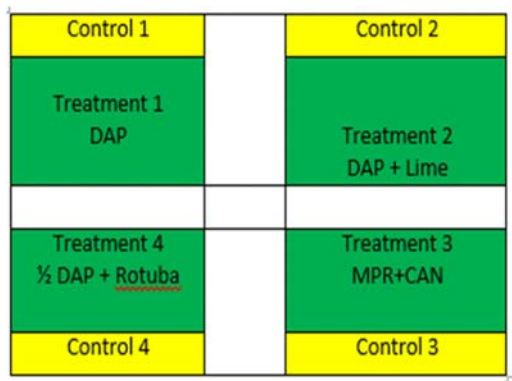 Control 1
Control 2
Treatment 1
DAP
Treatment 2
DAP + Lime
Treatment 4
½ DAP + Rotuba
Treatment 3
MPR+CAN
Control 4
Control 3